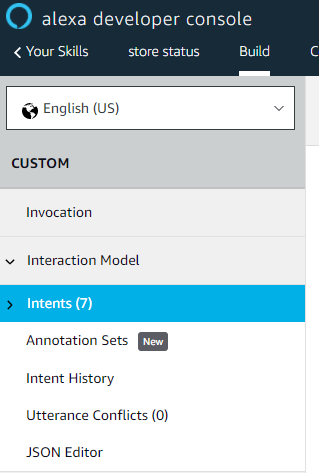 alexa developer console
Your Skills store status Build C
English (US)
CUSTOM
Invocation
Interaction Model
Intents (7)
Annotation Sets New
Intent History
Utterance Conflicts (0)
JSON Editor